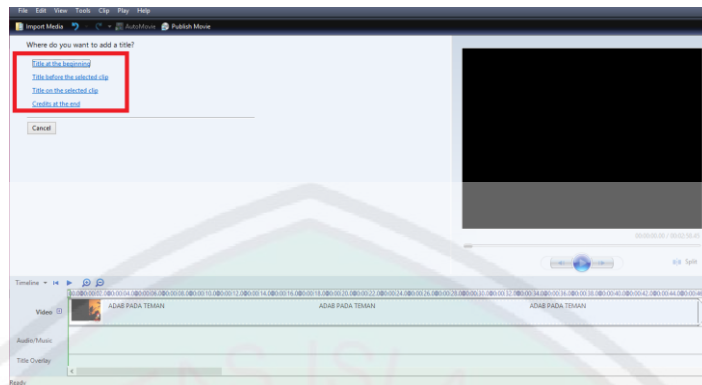 File Edit View Tools Clip Play Help
Import Media AutoMovie Publish Movie
Where do you want to add a title?
Title at the beginning
Title before the selected clip
Title on the selected clip
Credits at the end
Cancel
Split
Timeline
Video
ADAB PADA TEMAN ADAB PADA TEMAN ADAB PADA TEMAN
Audio/Music
Title Overlay
Ready